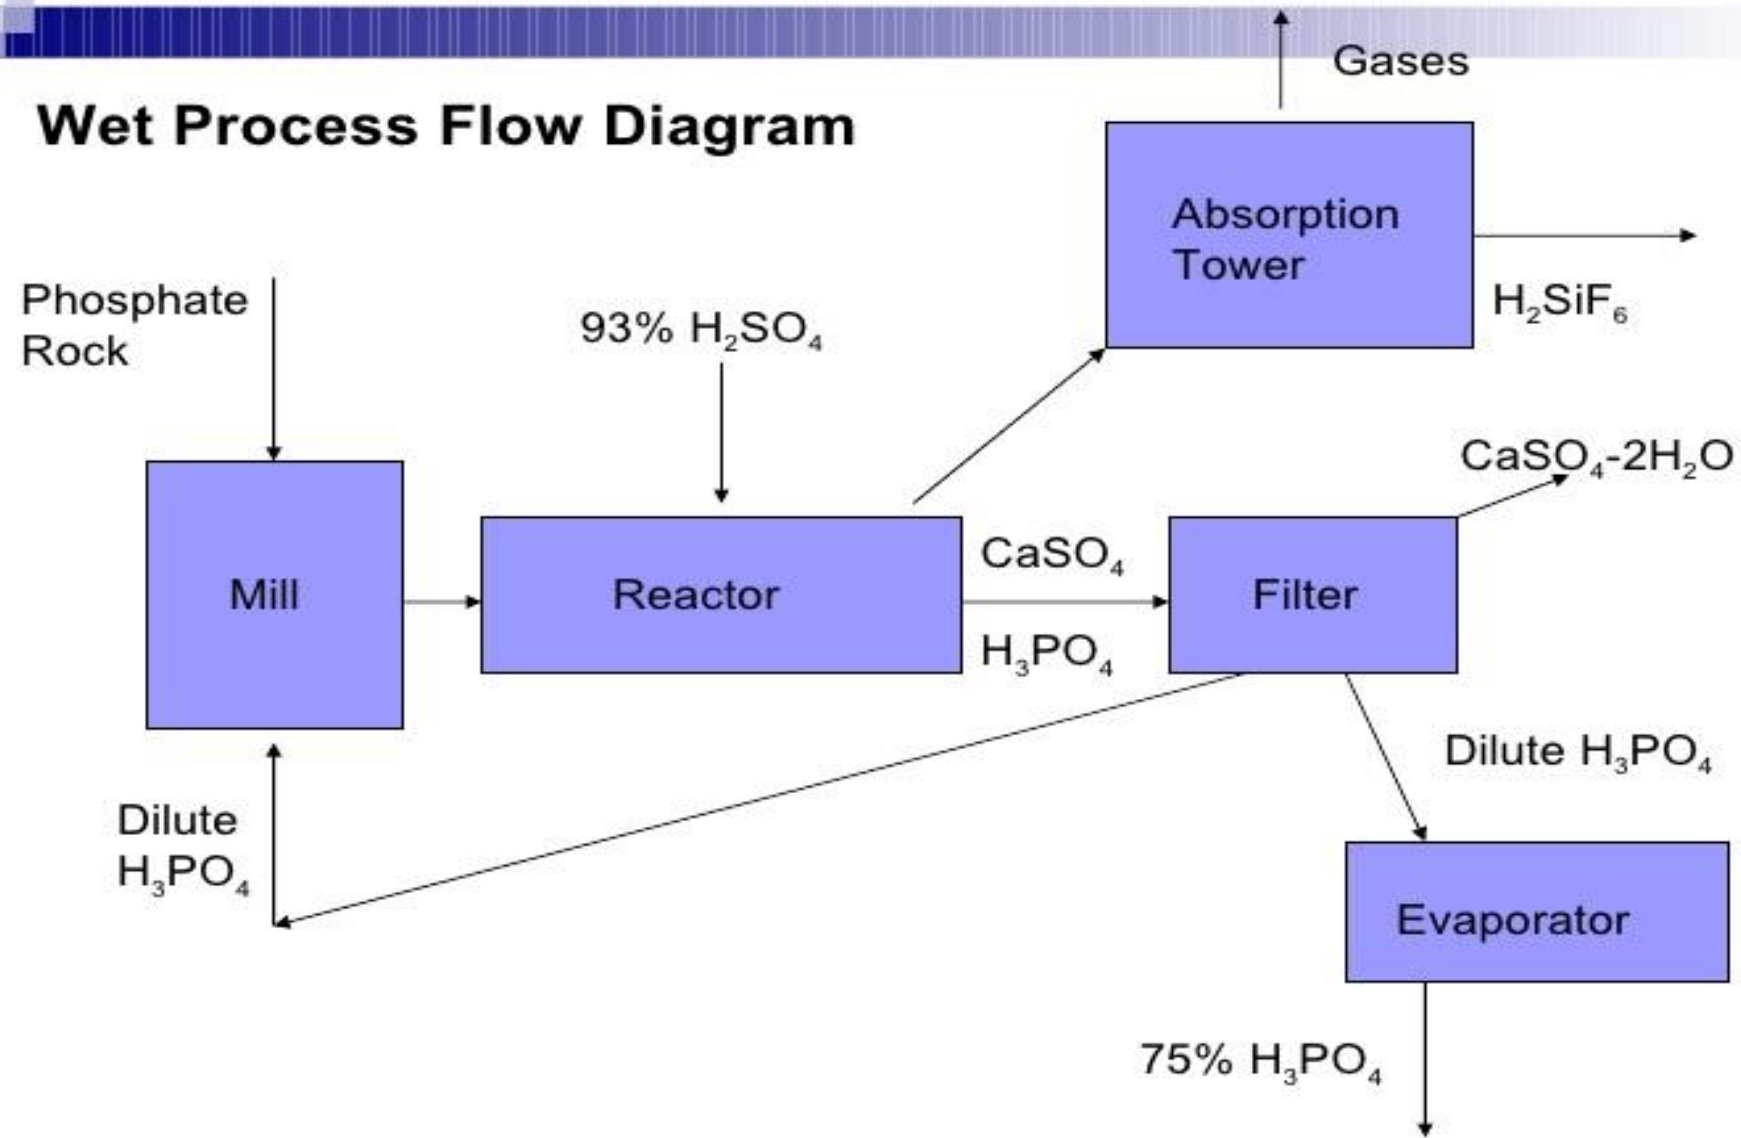 Gases
Wet Process Flow Diagram
Absorption
Tower
Phosphate
Rock
93% H₂SO₄
H₂SiF₆
CaSO₄-2H₂O
Mill
Reactor
CaSO₄
H₃PO₄
Filter
Dilute H₃PO₄
Dilute
H₃PO₄
Evaporator
75% H₃PO₄